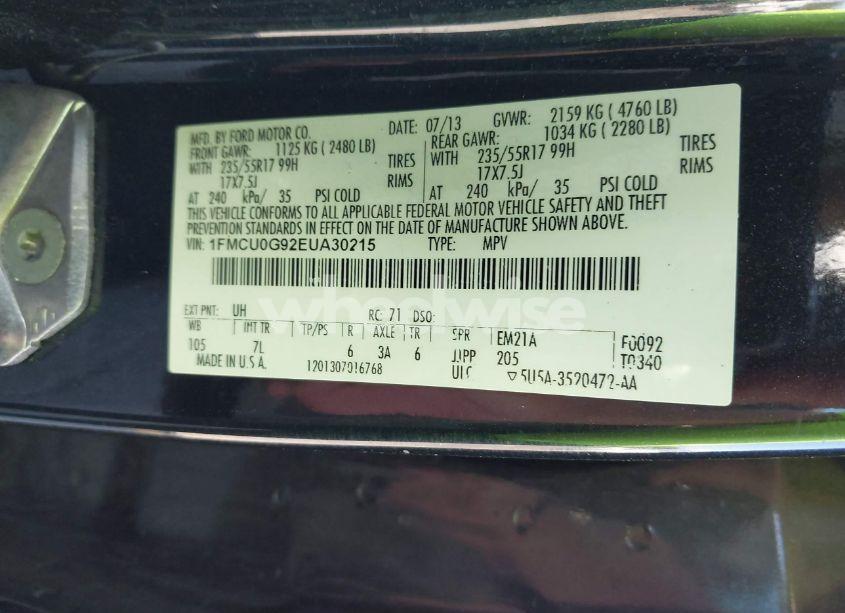 MFD. BY FORD MOTOR CO.
DATE: 07/13 GVWR: 2159 KG ( 4760 LB)
FRONT GAWR: 1125 KG ( 2480 LB)
WITH 235/55R17 99H TIRES
17X7.5J RIMS
AT 240 kPa/ 35 PSI COLD
REAR GAWR: 1034 KG ( 2280 LB)
WITH 235/55R17 99H TIRES
17X7.5J RIMS
AT 240 kPa/ 35 PSI COLD
THIS VEHICLE CONFORMS TO ALL APPLICABLE FEDERAL MOTOR VEHICLE SAFETY AND THEFT
PREVENTION STANDARDS IN EFFECT ON THE DATE OF MANUFACTURE SHOWN ABOVE.
VIN: 1FMCU0G92EUA30215 TYPE: MPV
wheelwise
EXT PNT: UH RC: 71 DSO:
WB INT TR TP/PS R AXLE TR SPR EM21A F0092
105 7L 6 3A 6 205 T0340
MADE IN U.S.A. 1201307016768 5U5A-3520472-AA